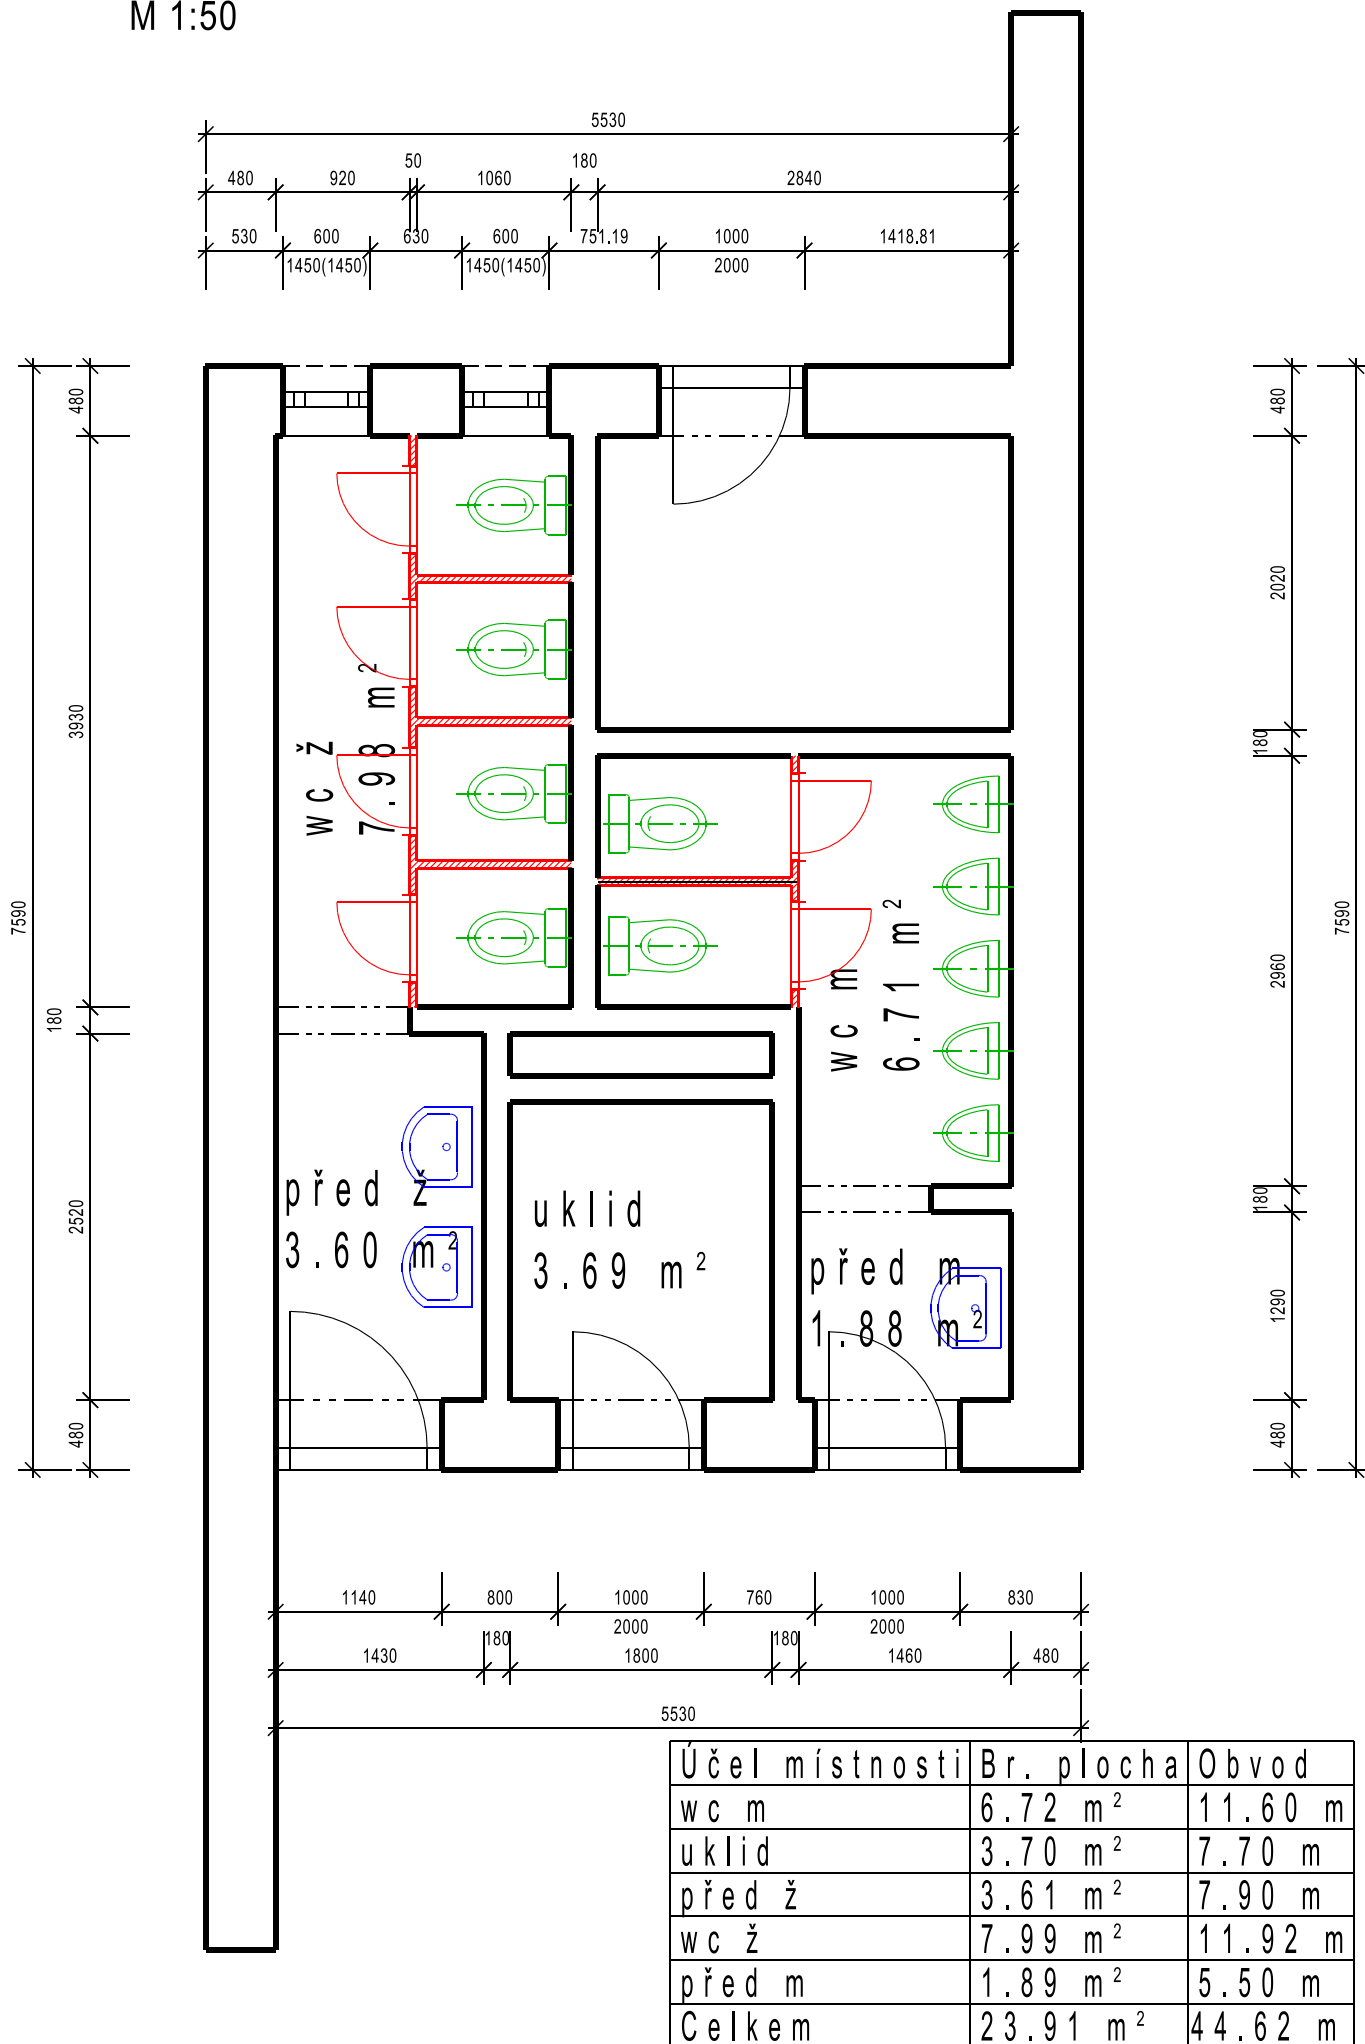 M 1:50
5530
50 180
480 920 1060 2840
530 600 630 600 751.19 1000 1418.81
1450(1450) 1450(1450) 2000
480
3930
180
2520
480
7590
480
2020
180
2960
180
1290
480
7590
wc ž
7.98 m²
wc m
6.71 m²
před ž
3.60 m²
uklid
3.69 m²
před m
1.88 m²
1140 800 1000 760 1000 830
2000 2000
180 180
1430 1800 1460 480
5530
Účel místnosti Br. plocha Obvod
wc m 6.72 m² 11.60 m
uklid 3.70 m² 7.70 m
před ž 3.61 m² 7.90 m
wc ž 7.99 m² 11.92 m
před m 1.89 m² 5.50 m
Celkem 23.91 m² 44.62 m